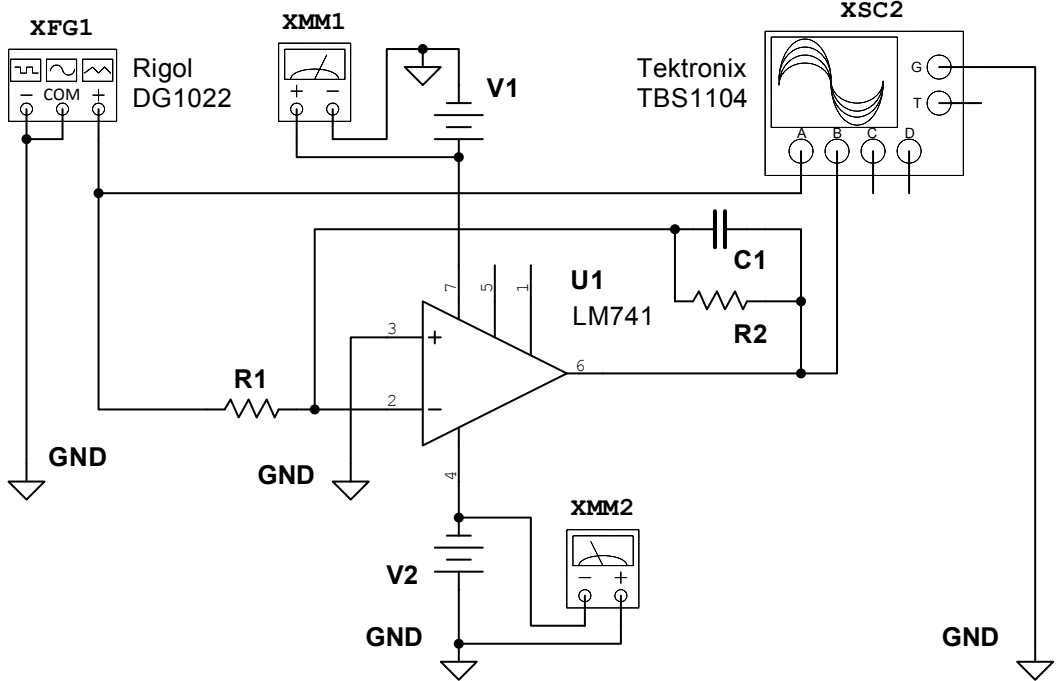 XFG1
XMM1
XSC2
Rigol
DG1022
Tektronix
TBS1104
V1
G
T
− COM +
+ −
A B C D
C1
R2
U1
LM741
7
5
1
3
+
6
R1
2
−
4
GND
GND
XMM2
− +
V2
GND
GND